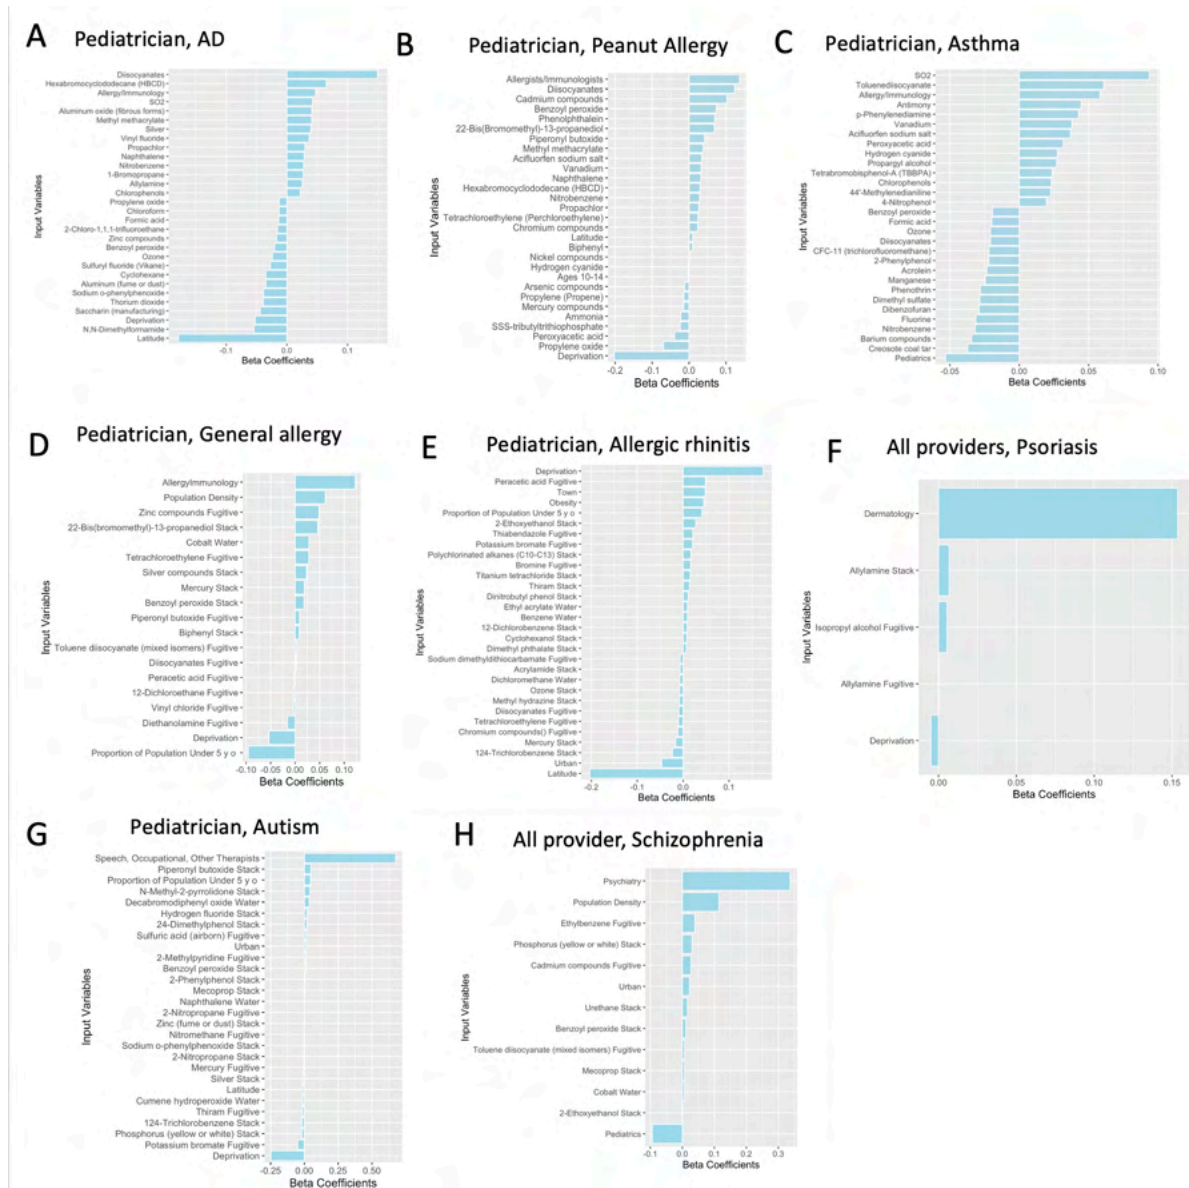 A
Pediatrician, AD
Input Variables
Diisocyanates
Hexabromocyclododecane (HBCD)
Allergy/Immunology
SO2
Aluminum oxide (fibrous forms)
Methyl methacrylate
Silver
Vinyl fluoride
Propachlor
Naphthalene
Nitrobenzene
1-Bromopropane
Allylamine
Chlorophenols
Propylene oxide
Chloroform
Formic acid
2-Chloro-1,1,1-trifluoroethane
Zinc compounds
Benzoyl peroxide
Ozone
Sulfuryl fluoride (Vikane)
Cyclohexane
Aluminum (fume or dust)
Sodium o-phenylphenoxide
Thorium dioxide
Saccharin (manufacturing)
Deprivation
N,N-Dimethylformamide
Latitude
-0.1 0.0 0.1
Beta Coefficients
B
Pediatrician, Peanut Allergy
Input Variables
Allergists/Immunologists
Diisocyanates
Cadmium compounds
Benzoyl peroxide
Phenolphthalein
22-Bis(Bromomethyl)-13-propanediol
Piperonyl butoxide
Methyl methacrylate
Acifluorfen sodium salt
Vanadium
Naphthalene
Hexabromocyclododecane (HBCD)
Nitrobenzene
Propachlor
Tetrachloroethylene (Perchloroethylene)
Chromium compounds
Latitude
Biphenyl
Nickel compounds
Hydrogen cyanide
Ages 10-14
Arsenic compounds
Propylene (Propene)
Mercury compounds
Ammonia
SSS-tributyltrithiophosphate
Peroxyacetic acid
Propylene oxide
Deprivation
-0.2 -0.1 0.0 0.1
Beta Coefficients
C
Pediatrician, Asthma
Input Variables
SO2
Toluenediisocyanate
Allergy/Immunology
Antimony
p-Phenylenediamine
Vanadium
Acifluorfen sodium salt
Peroxyacetic acid
Hydrogen cyanide
Propargyl alcohol
Tetrabromobisphenol-A (TBBPA)
Chlorophenols
44'-Methylenedianiline
4-Nitrophenol
Benzoyl peroxide
Formic acid
Ozone
Diisocyanates
CFC-11 (trichlorofluoromethane)
2-Phenylphenol
Acrolein
Manganese
Phenothrin
Dimethyl sulfate
Dibenzofuran
Fluorine
Nitrobenzene
Barium compounds
Creosote coal tar
Pediatrics
-0.05 0.00 0.05 0.10
Beta Coefficients
D
Pediatrician, General allergy
Input Variables
AllergyImmunology
Population Density
Zinc compounds Fugitive
22-Bis(bromomethyl)-13-propanediol Stack
Cobalt Water
Tetrachloroethylene Fugitive
Silver compounds Stack
Mercury Stack
Benzoyl peroxide Stack
Piperonyl butoxide Fugitive
Biphenyl Stack
Toluene diisocyanate (mixed isomers) Fugitive
Diisocyanates Fugitive
Peracetic acid Fugitive
12-Dichloroethane Fugitive
Vinyl chloride Fugitive
Diethanolamine Fugitive
Deprivation
Proportion of Population Under 5 y o
-0.10 -0.05 0.00 0.05 0.10
Beta Coefficients
E
Pediatrician, Allergic rhinitis
Input Variables
Deprivation
Peracetic acid Fugitive
Town
Obesity
Proportion of Population Under 5 y o
2-Ethoxyethanol Stack
Thiabendazole Fugitive
Potassium bromate Fugitive
Polychlorinated alkanes (C10-C13) Stack
Bromine Fugitive
Titanium tetrachloride Stack
Thiram Stack
Dinitrobutyl phenol Stack
Ethyl acrylate Water
Benzene Water
12-Dichlorobenzene Stack
Cyclohexanol Stack
Dimethyl phthalate Stack
Sodium dimethyldithiocarbamate Fugitive
Acrylamide Stack
Dichloromethane Water
Ozone Stack
Methyl hydrazine Stack
Diisocyanates Fugitive
Tetrachloroethylene Fugitive
Chromium compounds() Fugitive
Mercury Stack
124-Trichlorobenzene Stack
Urban
Latitude
-0.2 -0.1 0.0 0.1
Beta Coefficients
F
All providers, Psoriasis
Input Variables
Dermatology
Allylamine Stack
Isopropyl alcohol Fugitive
Allylamine Fugitive
Deprivation
0.00 0.05 0.10 0.15
Beta Coefficients
G
Pediatrician, Autism
Input Variables
Speech, Occupational, Other Therapists
Piperonyl butoxide Stack
Proportion of Population Under 5 y o
N-Methyl-2-pyrrolidone Stack
Decabromodiphenyl oxide Water
Hydrogen fluoride Stack
24-Dimethylphenol Stack
Sulfuric acid (airborn) Fugitive
Urban
2-Methylpyridine Fugitive
Benzoyl peroxide Stack
2-Phenylphenol Stack
Mecoprop Stack
Naphthalene Water
2-Nitropropane Fugitive
Zinc (fume or dust) Stack
Nitromethane Fugitive
Sodium o-phenylphenoxide Stack
2-Nitropropane Stack
Mercury Fugitive
Silver Stack
Latitude
Cumene hydroperoxide Water
Thiram Fugitive
124-Trichlorobenzene Stack
Phosphorus (yellow or white) Stack
Potassium bromate Fugitive
Deprivation
-0.25 0.00 0.25 0.50
Beta Coefficients
H
All provider, Schizophrenia
Input Variables
Psychiatry
Population Density
Ethylbenzene Fugitive
Phosphorus (yellow or white) Stack
Cadmium compounds Fugitive
Urban
Urethane Stack
Benzoyl peroxide Stack
Toluene diisocyanate (mixed isomers) Fugitive
Mecoprop Stack
Cobalt Water
2-Ethoxyethanol Stack
Pediatrics
-0.1 0.0 0.1 0.2 0.3
Beta Coefficients